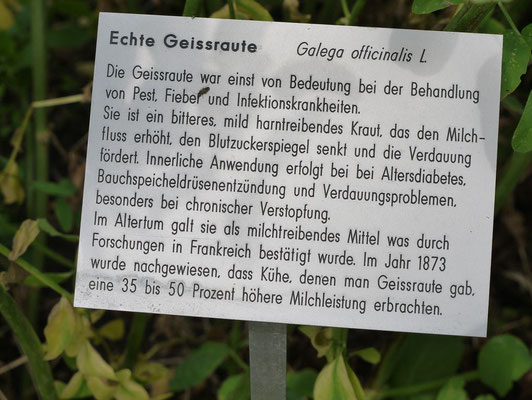 Echte Geissraute Galega officinalis L.
Die Geissraute war einst von Bedeutung bei der Behandlung
von Pest, Fieber und Infektionskrankheiten.
Sie ist ein bitteres, mild harntreibendes Kraut, das den Milch-
fluss erhöht, den Blutzuckerspiegel senkt und die Verdauung
fördert. Innerliche Anwendung erfolgt bei bei Altersdiabetes,
Bauchspeicheldrüsenentzündung und Verdauungsproblemen,
besonders bei chronischer Verstopfung.
Im Altertum galt sie als milchtreibendes Mittel was durch
Forschungen in Frankreich bestätigt wurde. Im Jahr 1873
wurde nachgewiesen, dass Kühe, denen man Geissraute gab,
eine 35 bis 50 Prozent höhere Milchleistung erbrachten.